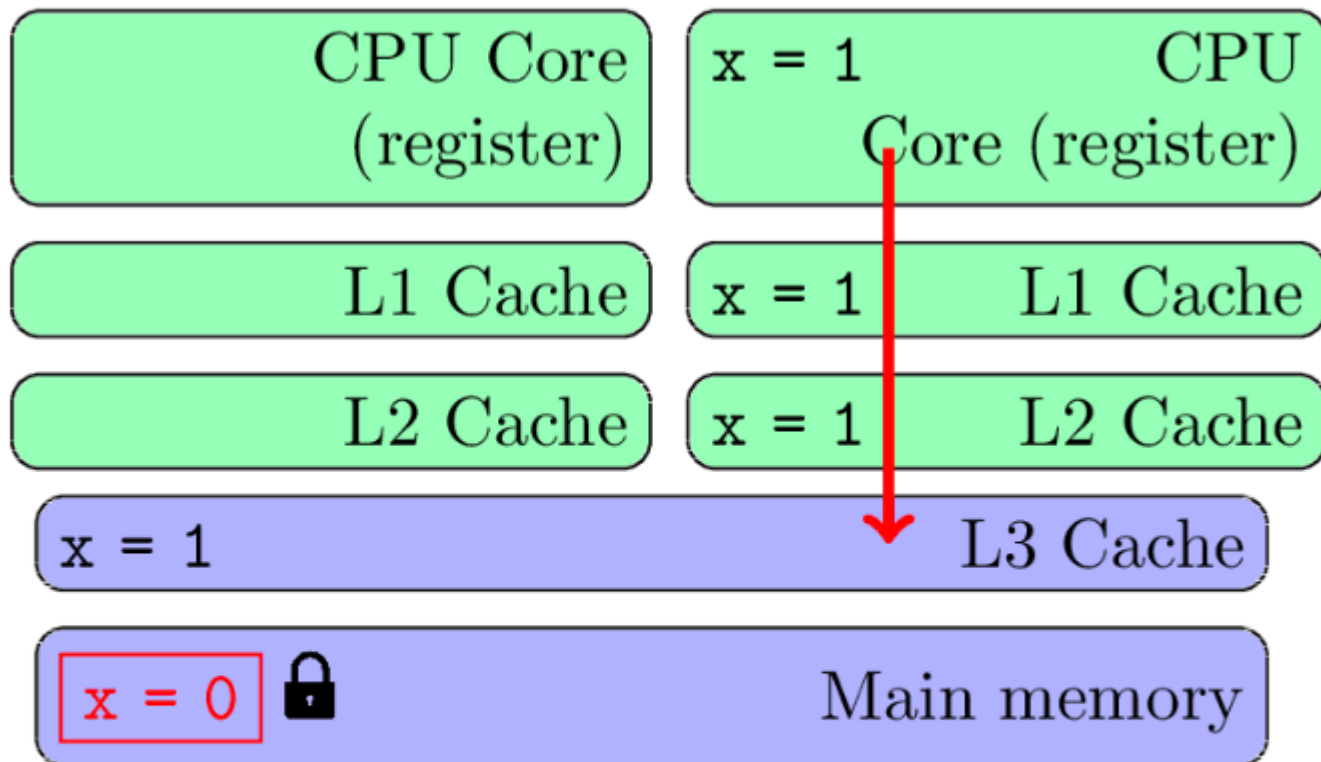 CPU Core
(register)
x = 1 CPU
Core (register)
L1 Cache
x = 1 L1 Cache
L2 Cache
x = 1 L2 Cache
x = 1 L3 Cache
x = 0 Main memory